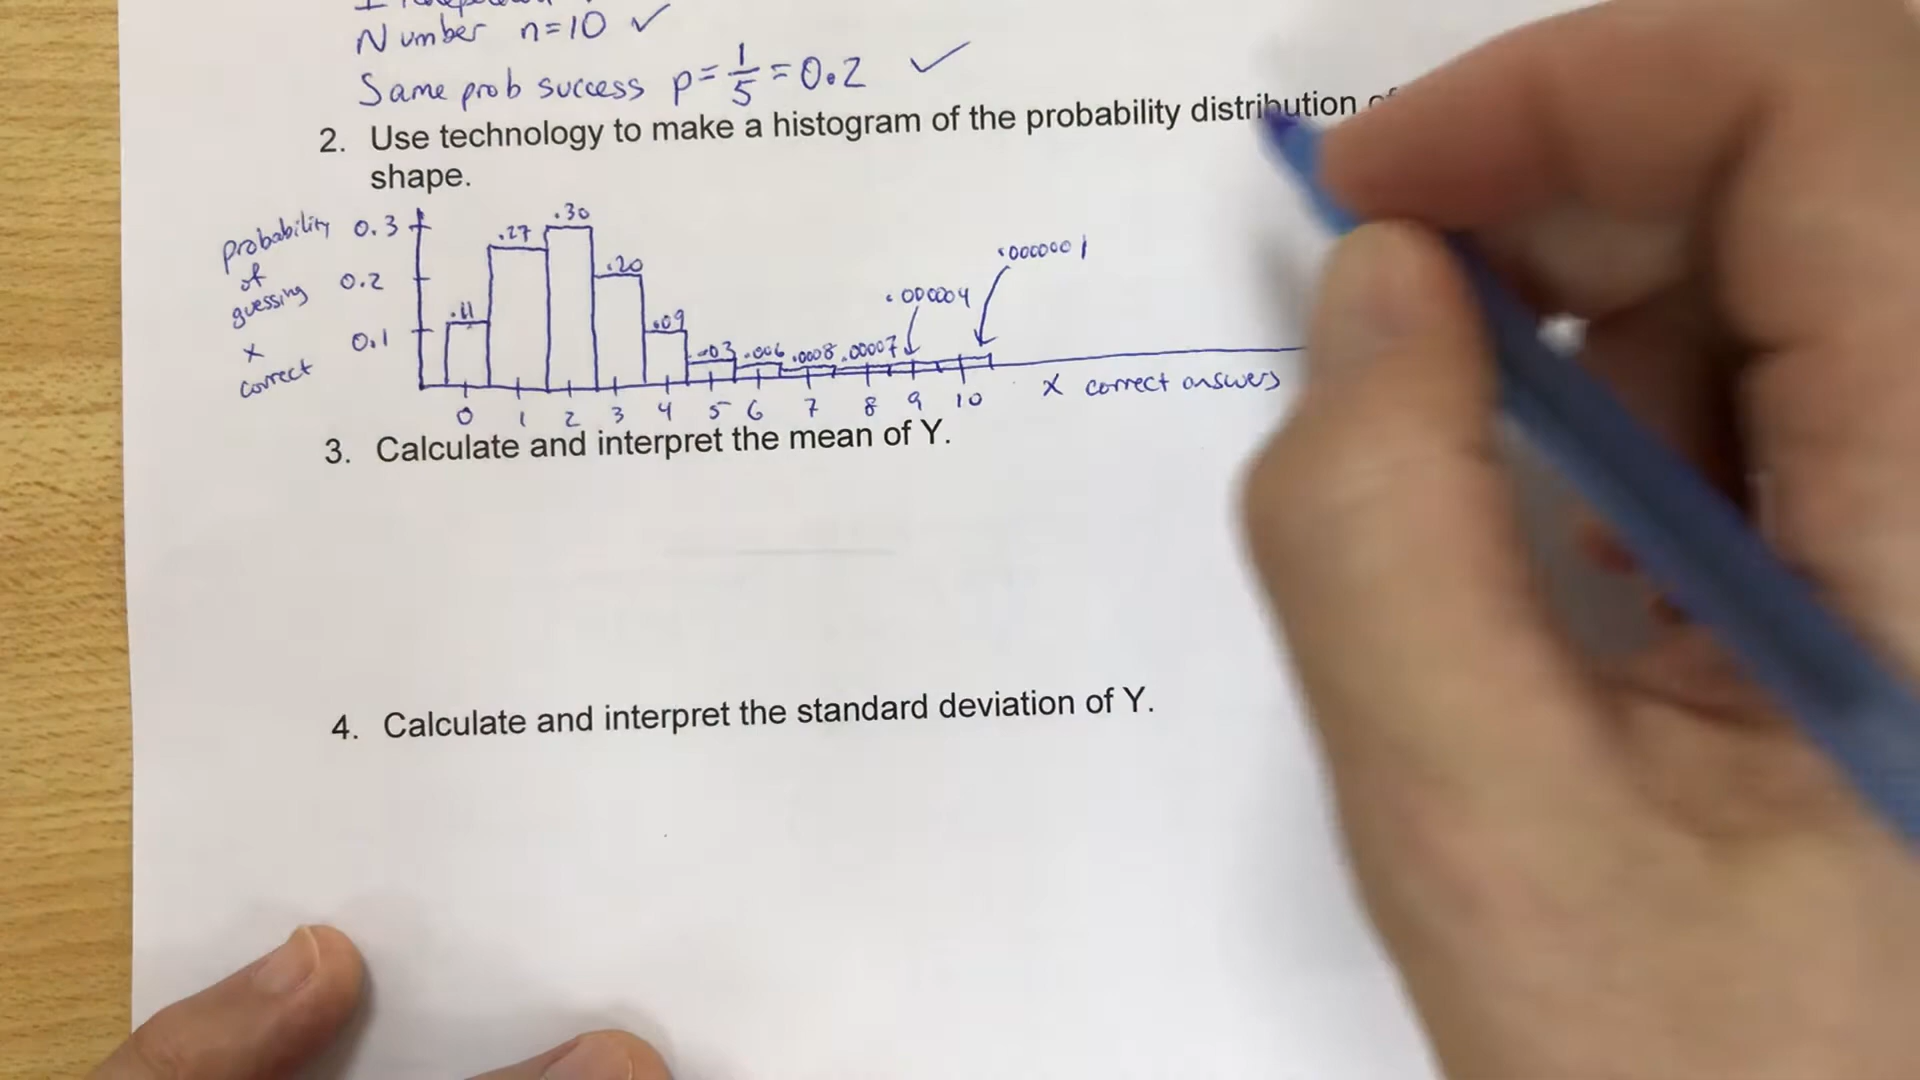 Number n=10 ✓
Same prob success p=1/5=0.2 ✓
2. Use technology to make a histogram of the probability distribution
shape.
probability of guessing x correct
0.3
0.2
0.1
.11 .27 .30 .20 .09 .03 .006 .0008 .00007 .000004 .0000001
0 1 2 3 4 5 6 7 8 9 10
X correct answers
3. Calculate and interpret the mean of Y.
4. Calculate and interpret the standard deviation of Y.